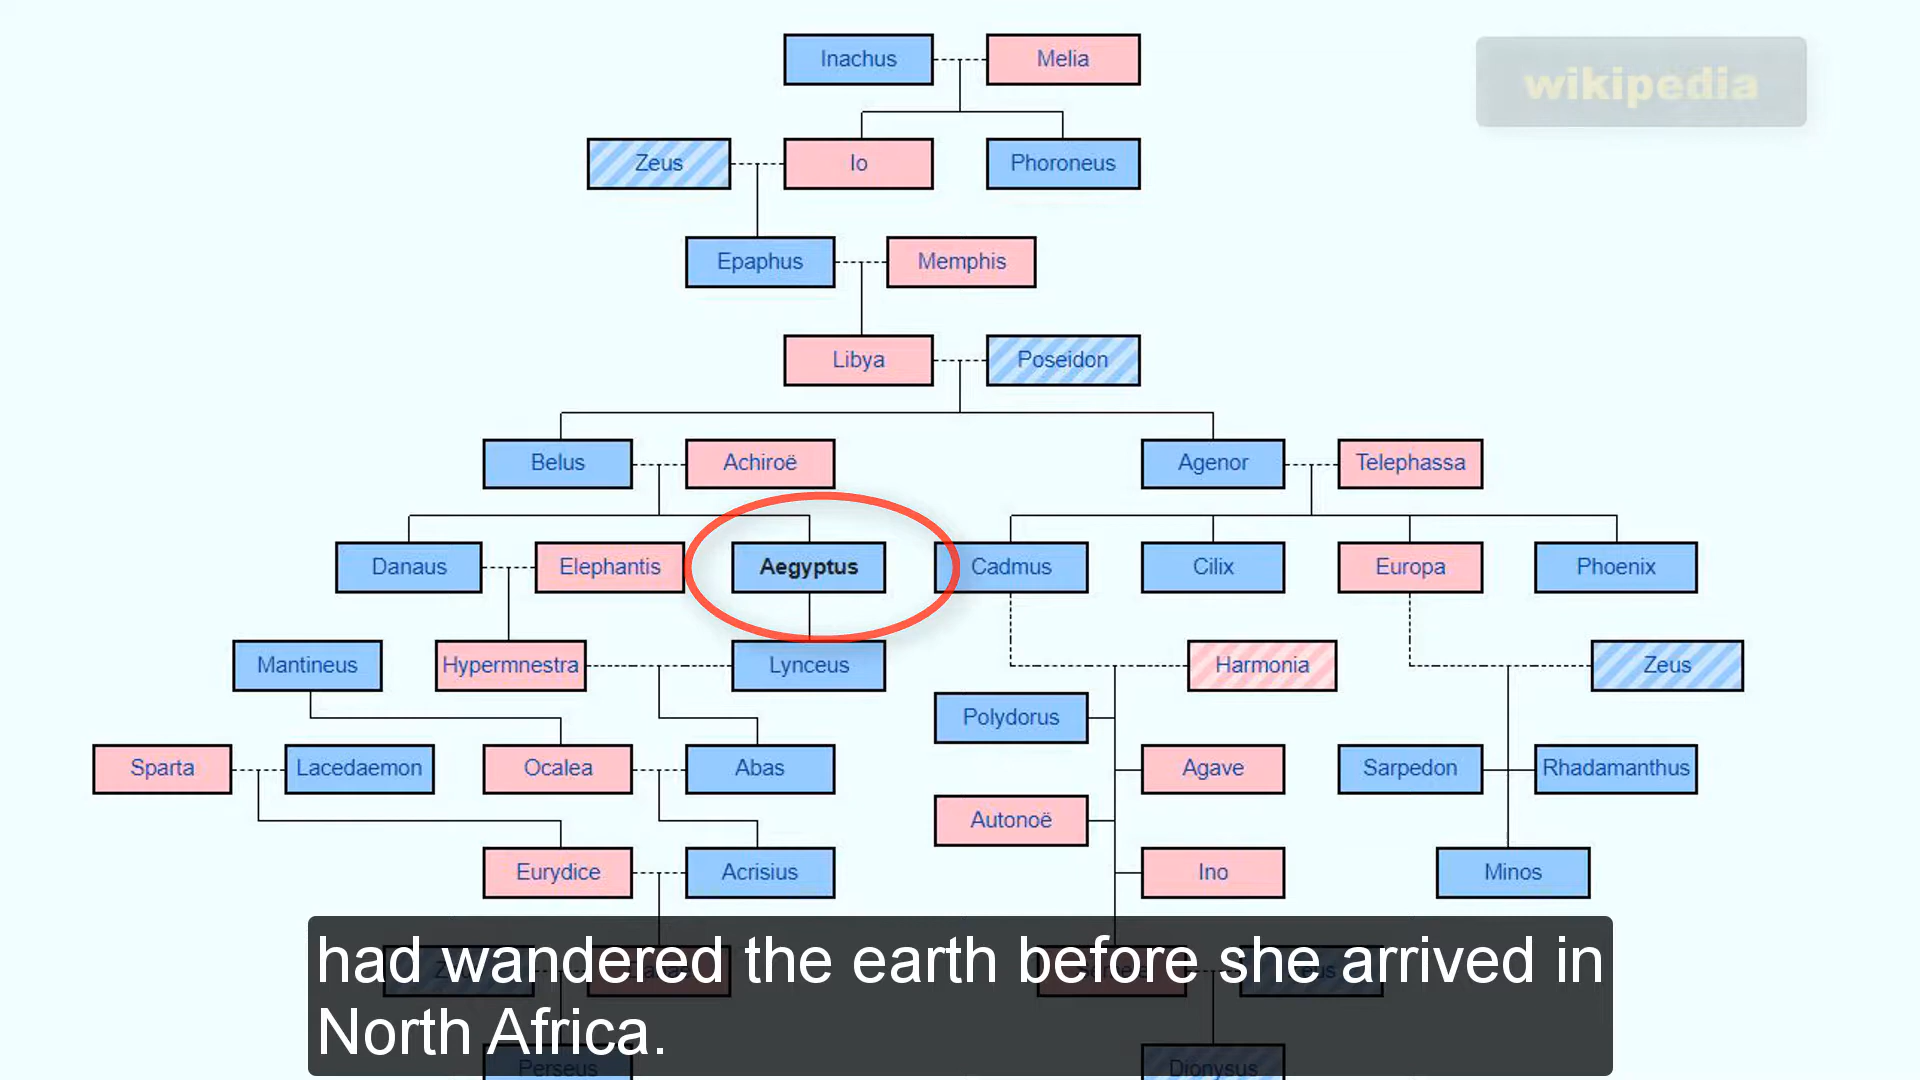 Inachus
Melia
wikipedia
Zeus
Io
Phoroneus
Epaphus
Memphis
Libya
Poseidon
Belus
Achiroë
Agenor
Telephassa
Danaus
Elephantis
Aegyptus
Cadmus
Cilix
Europa
Phoenix
Mantineus
Hypermnestra
Lynceus
Harmonia
Zeus
Polydorus
Sparta
Lacedaemon
Ocalea
Abas
Agave
Sarpedon
Rhadamanthus
Autonoë
Eurydice
Acrisius
Ino
Minos
had wandered the earth before she arrived in
North Africa.
Perseus
Dionysus